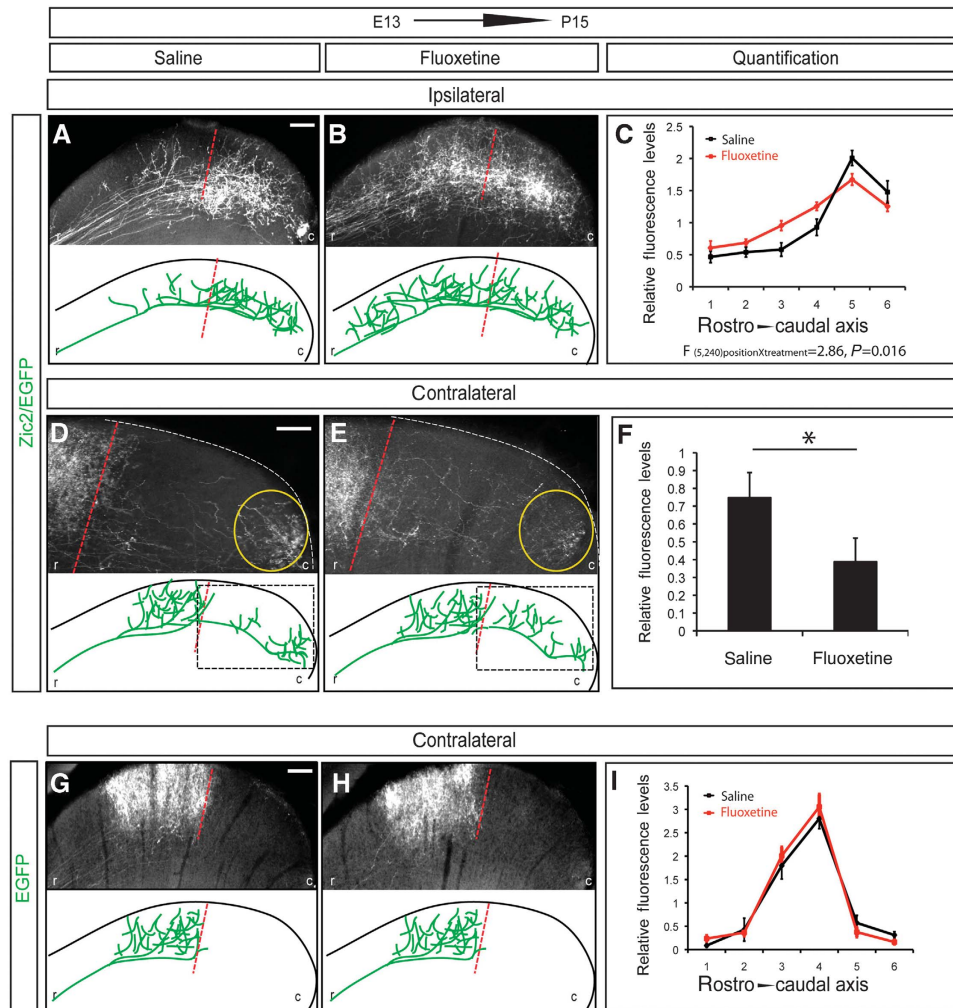 E13 P15
Saline Fluoxetine Quantification
Ipsilateral
Zic2/EGFP
A B C
r c r c
r c r c
Relative fluorescence levels
2.5
2
1.5
1
0.5
0
Saline
Fluoxetine
1 2 3 4 5 6
Rostro caudal axis
F (5,240)positionXtreatment=2.86, P=0.016
Contralateral
D E F
r c r c
r c r c
Relative fluorescence levels
1
0.9
0.8
0.7
0.6
0.5
0.4
0.3
0.2
0.1
0
*
Saline Fluoxetine
Contralateral
EGFP
G H I
r c r c
r c r c
Relative fluorescence levels
3.5
3
2.5
2
1.5
1
0.5
0
Saline
Fluoxetine
1 2 3 4 5 6
Rostro caudal axis